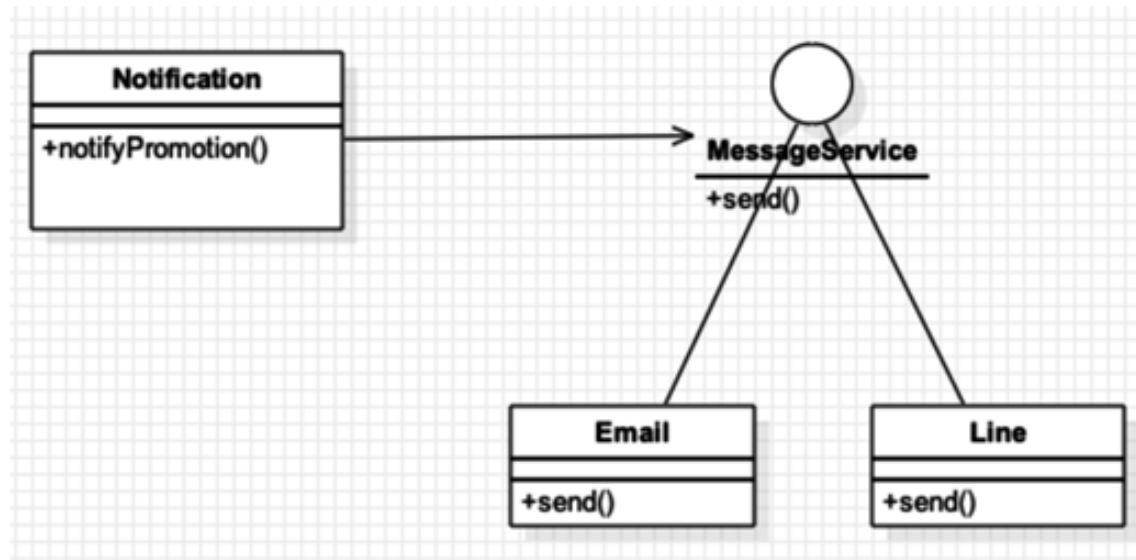 Notification
+notifyPromotion()
MessageService
+send()
Email
+send()
Line
+send()